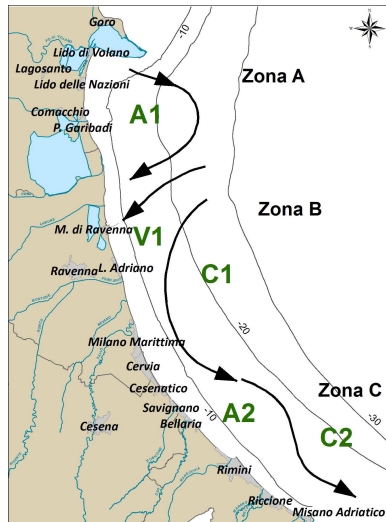 Goro
-10
Lido di Volano
Lagosanto
Lido delle Nazioni
Zona A
Comacchio
A1
P. Garibadi
Zona B
M. di Ravenna
V1
Ravenna
L. Adriano
C1
-20
Milano Marittima
Cervia
Cesenatico
Zona C
Savignano
-10
A2
-30
Bellaria
Cesena
C2
Rimini
Riccione
Misano Adriatico